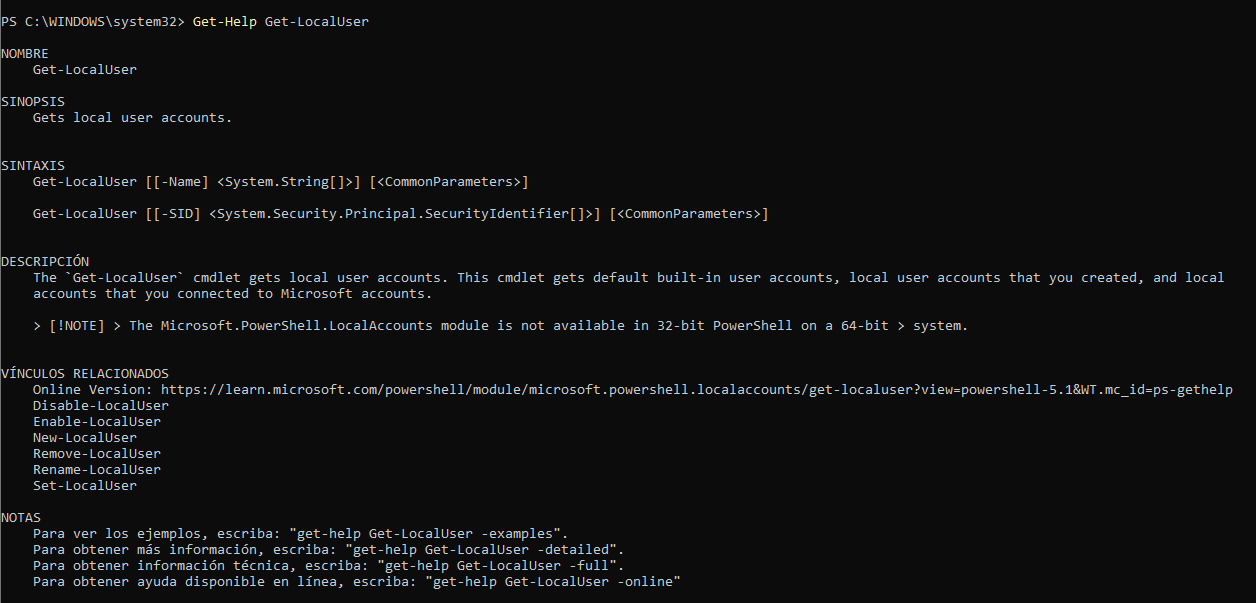 PS C:\WINDOWS\system32> Get-Help Get-LocalUser
NOMBRE
Get-LocalUser
SINOPSIS
Gets local user accounts.
SINTAXIS
Get-LocalUser [[-Name] <System.String[]>] [<CommonParameters>]
Get-LocalUser [[-SID] <System.Security.Principal.SecurityIdentifier[]>] [<CommonParameters>]
DESCRIPCIÓN
The `Get-LocalUser` cmdlet gets local user accounts. This cmdlet gets default built-in user accounts, local user accounts that you created, and local
accounts that you connected to Microsoft accounts.
> [!NOTE] > The Microsoft.PowerShell.LocalAccounts module is not available in 32-bit PowerShell on a 64-bit > system.
VÍNCULOS RELACIONADOS
Online Version: https://learn.microsoft.com/powershell/module/microsoft.powershell.localaccounts/get-localuser?view=powershell-5.1&WT.mc_id=ps-gethelp
Disable-LocalUser
Enable-LocalUser
New-LocalUser
Remove-LocalUser
Rename-LocalUser
Set-LocalUser
NOTAS
Para ver los ejemplos, escriba: "get-help Get-LocalUser -examples".
Para obtener más información, escriba: "get-help Get-LocalUser -detailed".
Para obtener información técnica, escriba: "get-help Get-LocalUser -full".
Para obtener ayuda disponible en línea, escriba: "get-help Get-LocalUser -online"